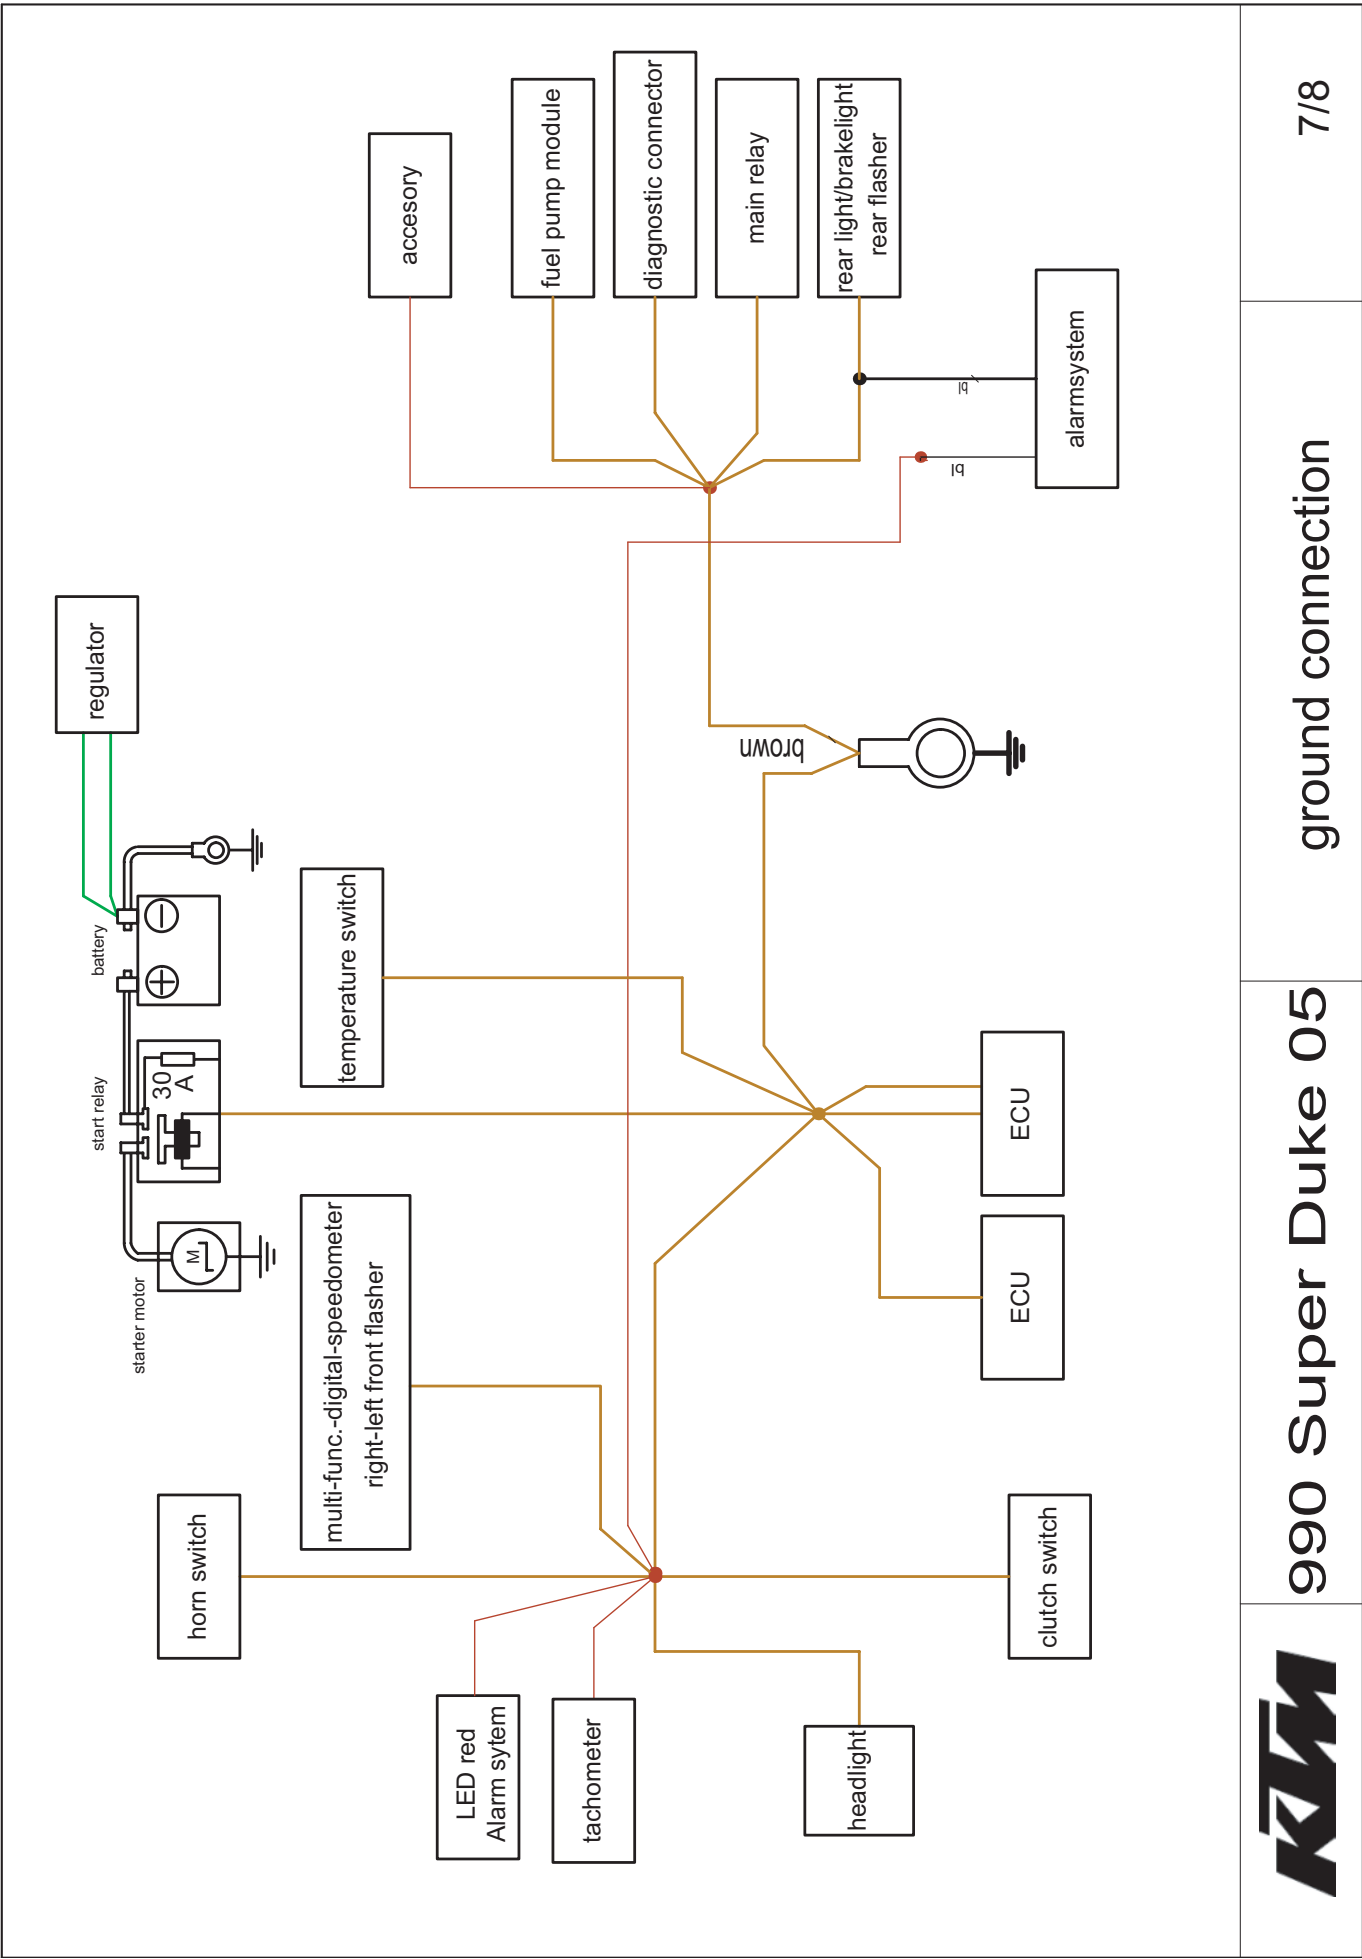 regulator
battery
start relay
30
A
starter motor
M
horn switch
multi-func.-digital-speedometer
right-left front flasher
temperature switch
accesory
fuel pump module
diagnostic connector
main relay
rear light/brakelight
rear flasher
LED red
Alarm sytem
tachometer
headlight
clutch switch
ECU
ECU
brown
bl
bl
alarmsystem
KTM
990 Super Duke 05
ground connection
7/8